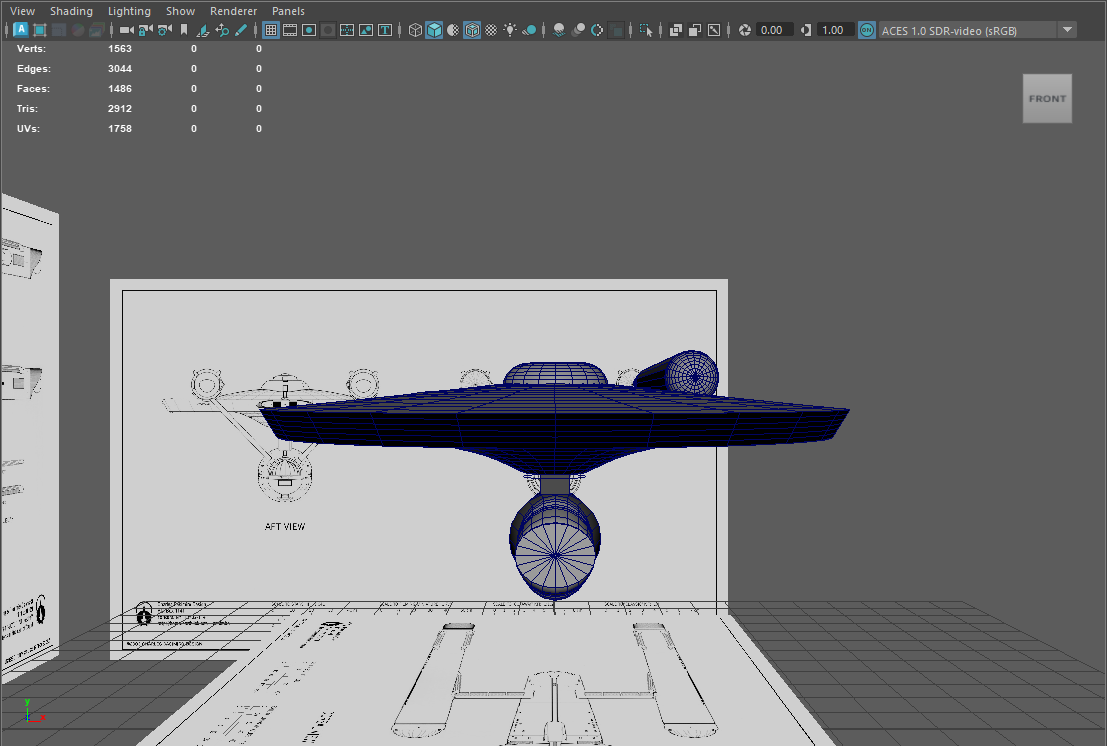 View Shading Lighting Show Renderer Panels
0.00 1.00 ACES 1.0 SDR-video (sRGB)
Verts: 1563 0 0
Edges: 3044 0 0
Faces: 1486 0 0
Tris: 2912 0 0
UVs: 1758 0 0
FRONT
AFT VIEW
y
x